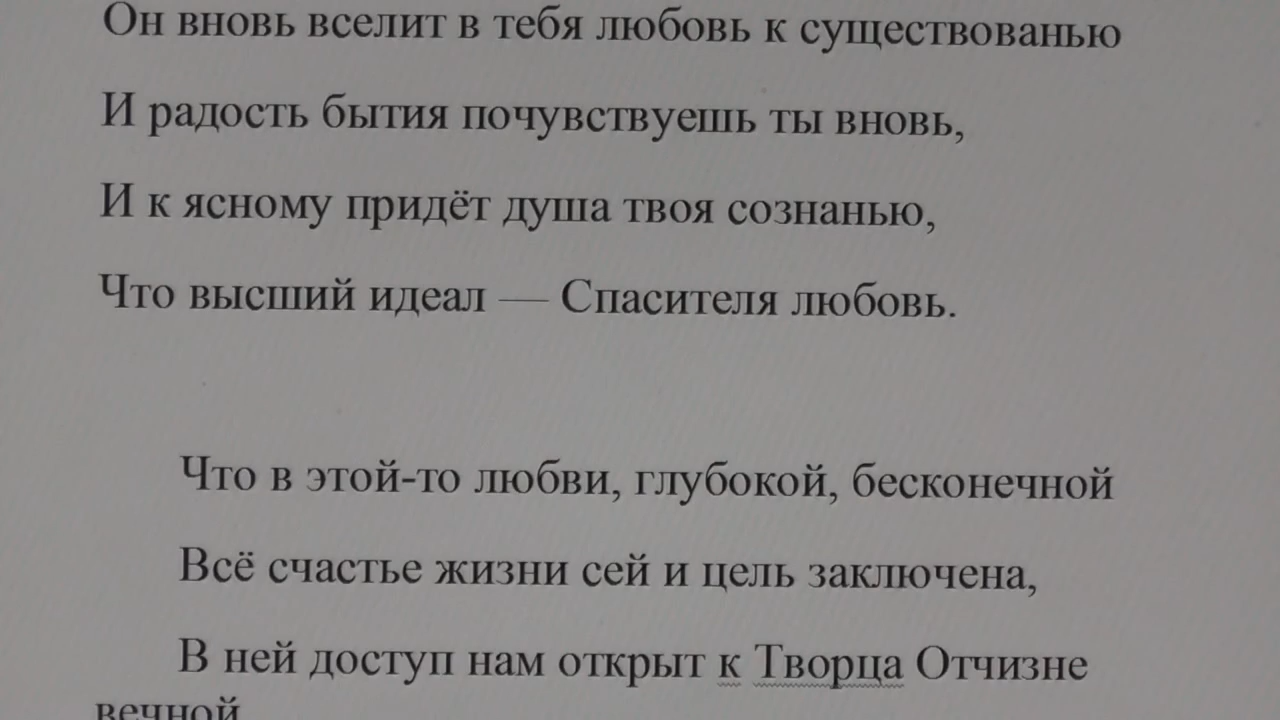 Он вновь вселит в тебя любовь к существованью
И радость бытия почувствуешь ты вновь,
И к ясному придёт душа твоя сознанью,
Что высший идеал — Спасителя любовь.
Что в этой-то любви, глубокой, бесконечной
Всё счастье жизни сей и цель заключена,
В ней доступ нам открыт к Творца Отчизне
вечной